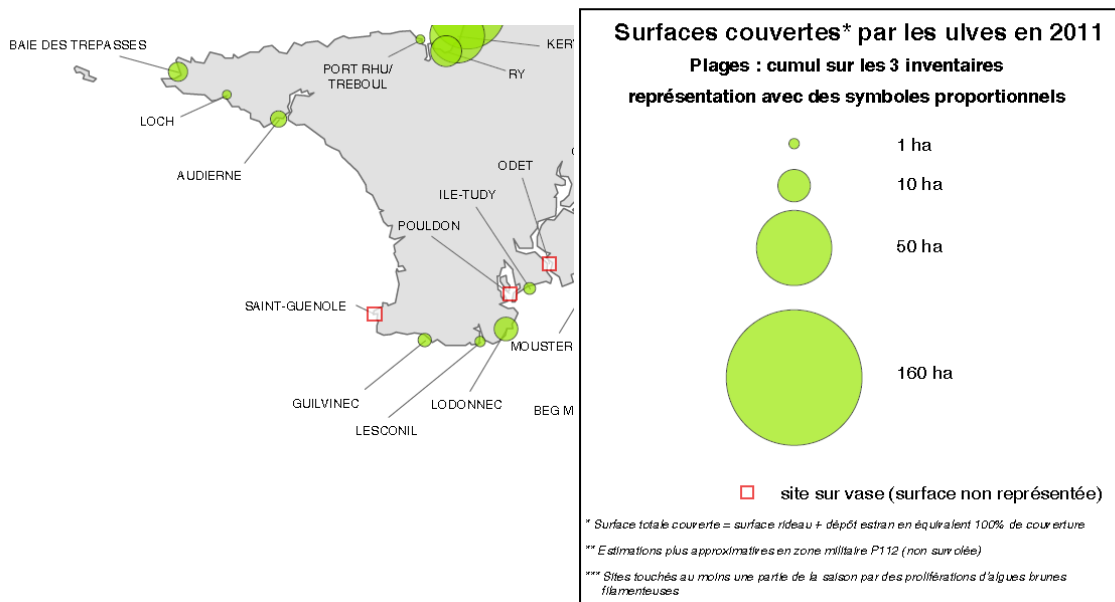 BAIE DES TREPASSES
PORT RHU/
TREBOUL
KER
RY
LOCH
AUDIERNE
ODET
ILE-TUDY
POULDON
SAINT-GUENOLE
MOUSTER
GUILVINEC
LODONNEC
LESCONIL
BEG M
Surfaces couvertes* par les ulves en 2011
Plages : cumul sur les 3 inventaires
représentation avec des symboles proportionnels
1 ha
10 ha
50 ha
160 ha
site sur vase (surface non représentée)
* Surface totale couverte = surface rideau + dépôt estran en équivalent 100% de couverture
** Estimations plus approximatives en zone militaire P112 (non survolée)
*** Sites touchés au moins une partie de la saison par des proliférations d'algues brunes
filamenteuses